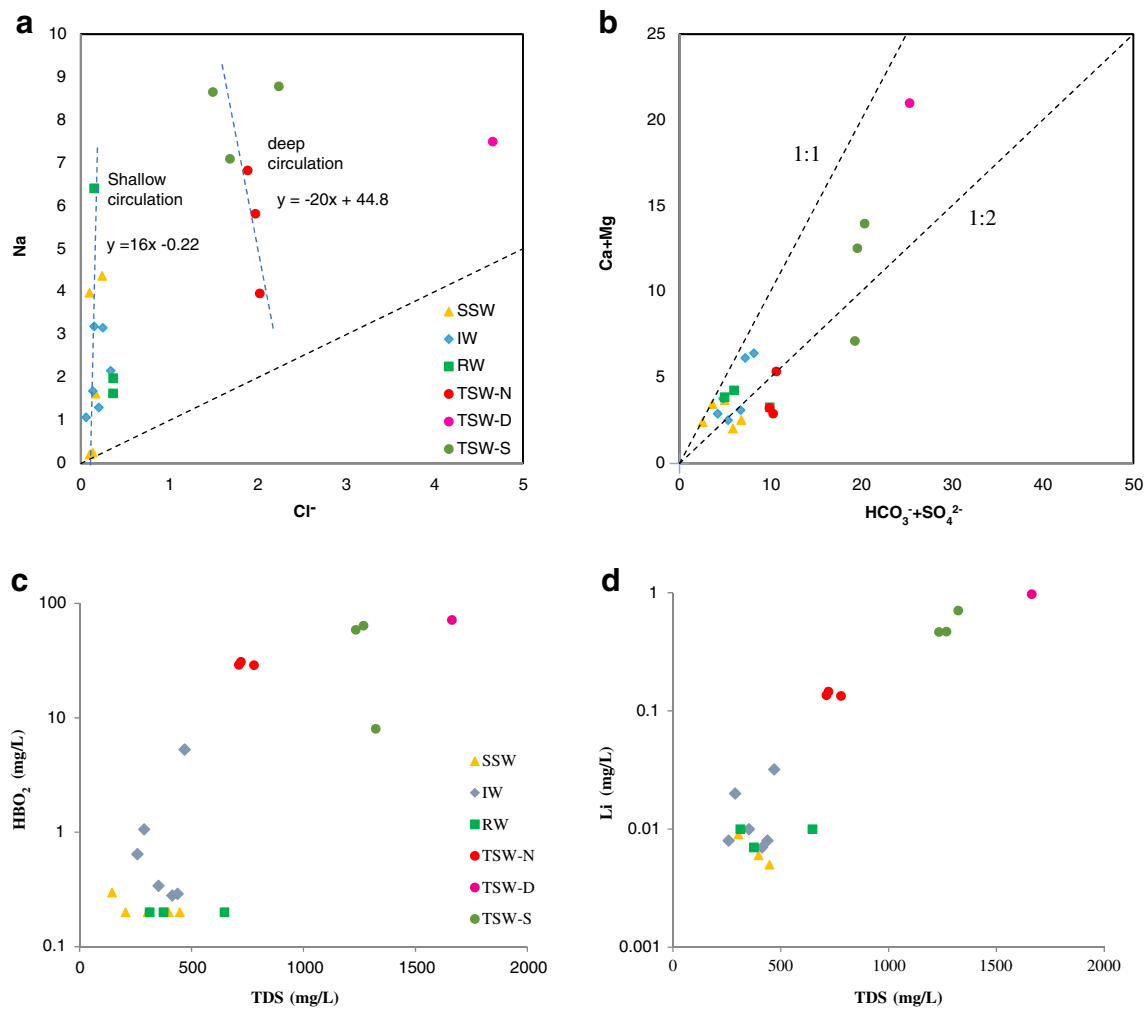 a
10
9
8
7
6
5
4
3
2
1
0
0
1
2
3
4
5
Na
Cl⁻
Shallow
circulation
y =16x -0.22
deep
circulation
y = -20x + 44.8
SSW
IW
RW
TSW-N
TSW-D
TSW-S
b
25
20
15
10
5
0
0
10
20
30
40
50
Ca+Mg
HCO₃⁻+SO₄²⁻
1:1
1:2
c
100
10
1
0.1
0
500
1000
1500
2000
HBO₂ (mg/L)
TDS (mg/L)
SSW
IW
RW
TSW-N
TSW-D
TSW-S
d
1
0.1
0.01
0.001
0
500
1000
1500
2000
Li (mg/L)
TDS (mg/L)